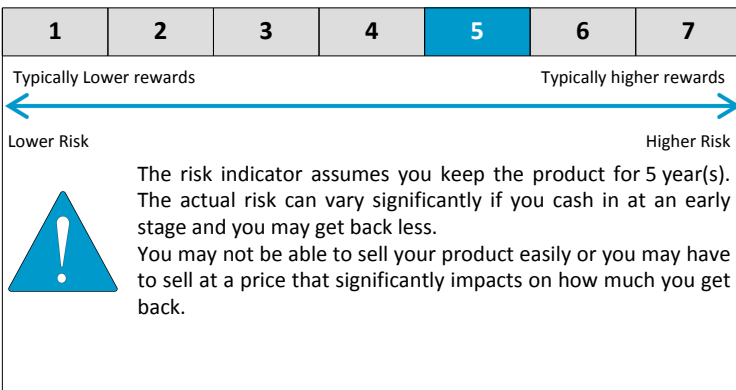 1 2 3 4 5 6 7
Typically Lower rewards Typically higher rewards
Lower Risk Higher Risk
The risk indicator assumes you keep the product for 5 year(s).
The actual risk can vary significantly if you cash in at an early
stage and you may get back less.
You may not be able to sell your product easily or you may have
to sell at a price that significantly impacts on how much you get
back.